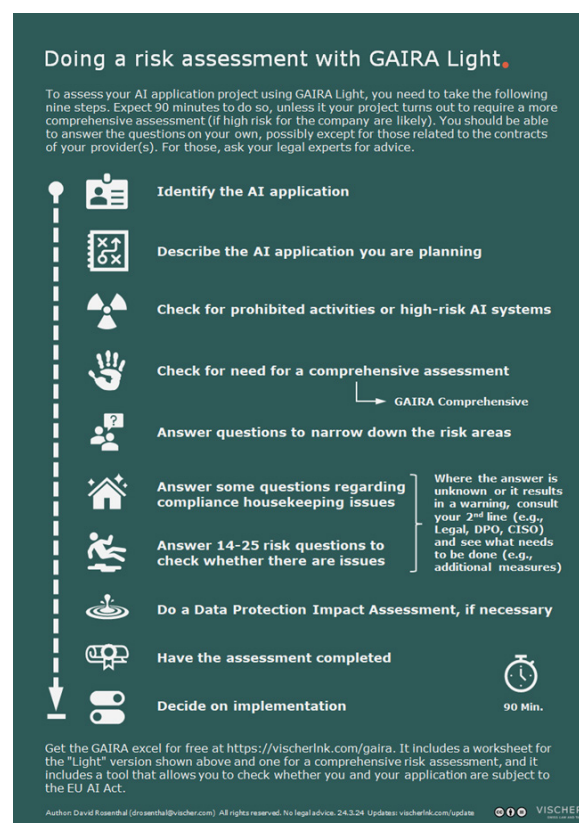 Doing a risk assessment with GAIRA Light.
To assess your AI application project using GAIRA Light, you need to take the following
nine steps. Expect 90 minutes to do so, unless it your project turns out to require a more
comprehensive assessment (if high risk for the company are likely). You should be able
to answer the questions on your own, possibly except for those related to the contracts
of your provider(s). For those, ask your legal experts for advice.
Identify the AI application
Describe the AI application you are planning
Check for prohibited activities or high-risk AI systems
Check for need for a comprehensive assessment
GAIRA Comprehensive
Answer questions to narrow down the risk areas
Answer some questions regarding
compliance housekeeping issues
Answer 14-25 risk questions to
check whether there are issues
Where the answer is
unknown or it results
in a warning, consult
your 2nd line (e.g.,
Legal, DPO, CISO)
and see what needs
to be done (e.g.,
additional measures)
Do a Data Protection Impact Assessment, if necessary
Have the assessment completed
Decide on implementation
90 Min.
Get the GAIRA excel for free at https://vischerlnk.com/gaira. It includes a worksheet for
the "Light" version shown above and one for a comprehensive risk assessment, and it
includes a tool that allows you to check whether you and your application are subject to
the EU AI Act.
Author: David Rosenthal (drosenthal@vischer.com) All rights reserved. No legal advice. 24.3.24 Updates: vischerlnk.com/update
VISCHER